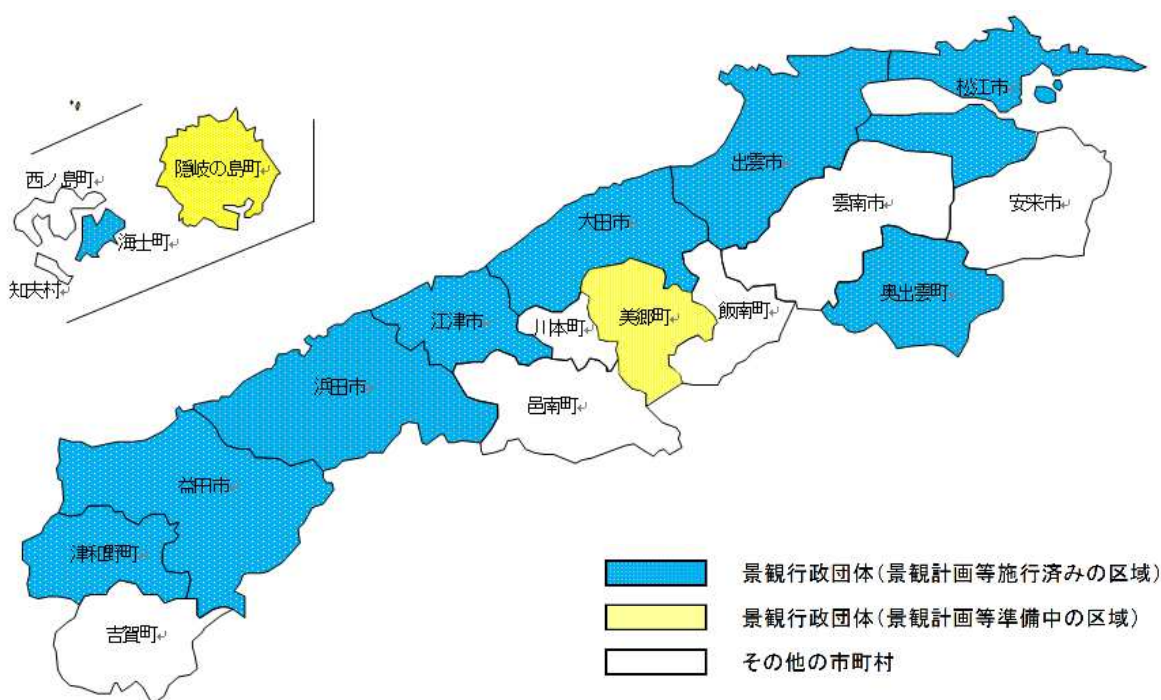 松江市
出雲市
隠岐の島町
西ノ島町
雲南市
安来市
大田市
海士町
知夫村
奥出雲町
飯南町
美郷町
江津市
川本町
浜田市
邑南町
益田市
津和野町
吉賀町
景観行政団体(景観計画等施行済みの区域)
景観行政団体(景観計画等準備中の区域)
その他の市町村